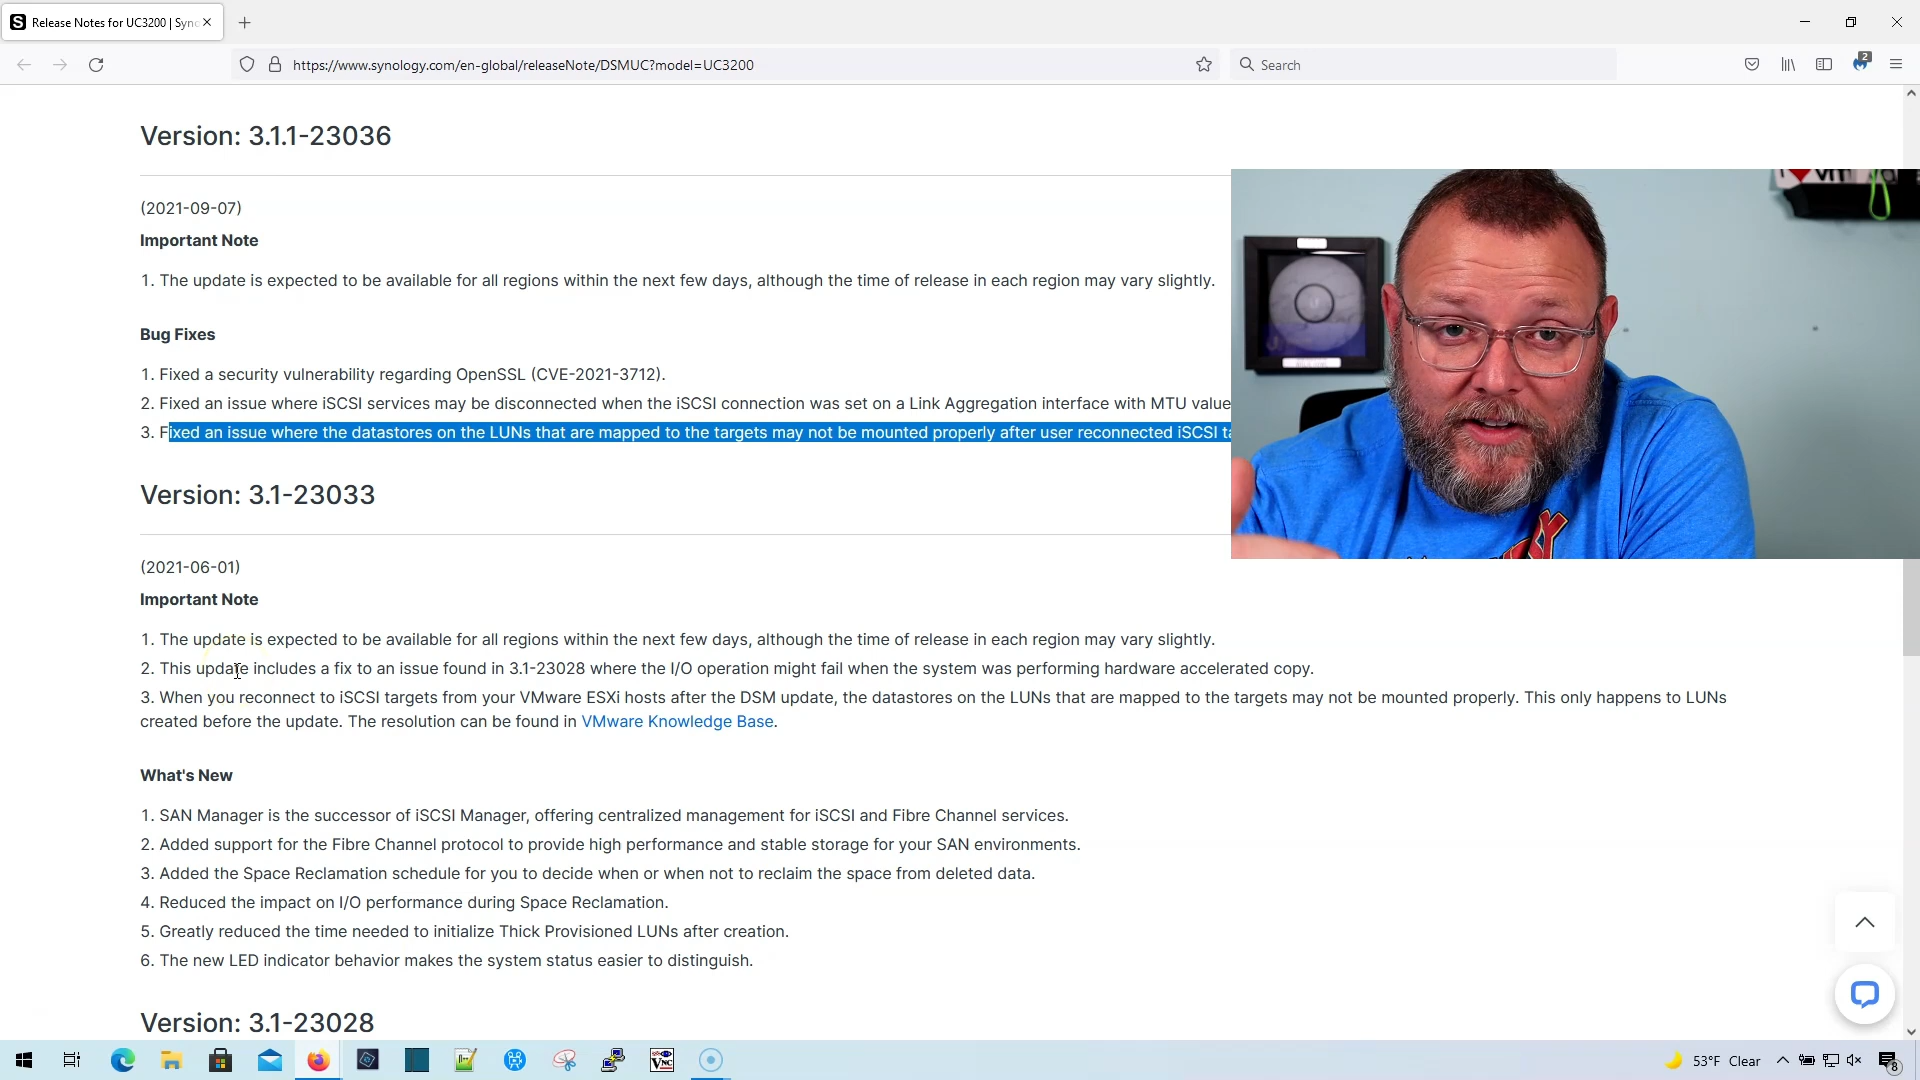 Release Notes for UC3200 | Syn
https://www.synology.com/en-global/releaseNote/DSMUC?model=UC3200
Search
2
Version: 3.1.1-23036
(2021-09-07)
Important Note
1. The update is expected to be available for all regions within the next few days, although the time of release in each region may vary slightly.
Bug Fixes
1. Fixed a security vulnerability regarding OpenSSL (CVE-2021-3712).
2. Fixed an issue where iSCSI services may be disconnected when the iSCSI connection was set on a Link Aggregation interface with MTU value
3. Fixed an issue where the datastores on the LUNs that are mapped to the targets may not be mounted properly after user reconnected iSCSI ta
Version: 3.1-23033
(2021-06-01)
Important Note
1. The update is expected to be available for all regions within the next few days, although the time of release in each region may vary slightly.
2. This update includes a fix to an issue found in 3.1-23028 where the I/O operation might fail when the system was performing hardware accelerated copy.
3. When you reconnect to iSCSI targets from your VMware ESXi hosts after the DSM update, the datastores on the LUNs that are mapped to the targets may not be mounted properly. This only happens to LUNs
created before the update. The resolution can be found in VMware Knowledge Base.
What's New
1. SAN Manager is the successor of iSCSI Manager, offering centralized management for iSCSI and Fibre Channel services.
2. Added support for the Fibre Channel protocol to provide high performance and stable storage for your SAN environments.
3. Added the Space Reclamation schedule for you to decide when or when not to reclaim the space from deleted data.
4. Reduced the impact on I/O performance during Space Reclamation.
5. Greatly reduced the time needed to initialize Thick Provisioned LUNs after creation.
6. The new LED indicator behavior makes the system status easier to distinguish.
Version: 3.1-23028
53°F Clear
8